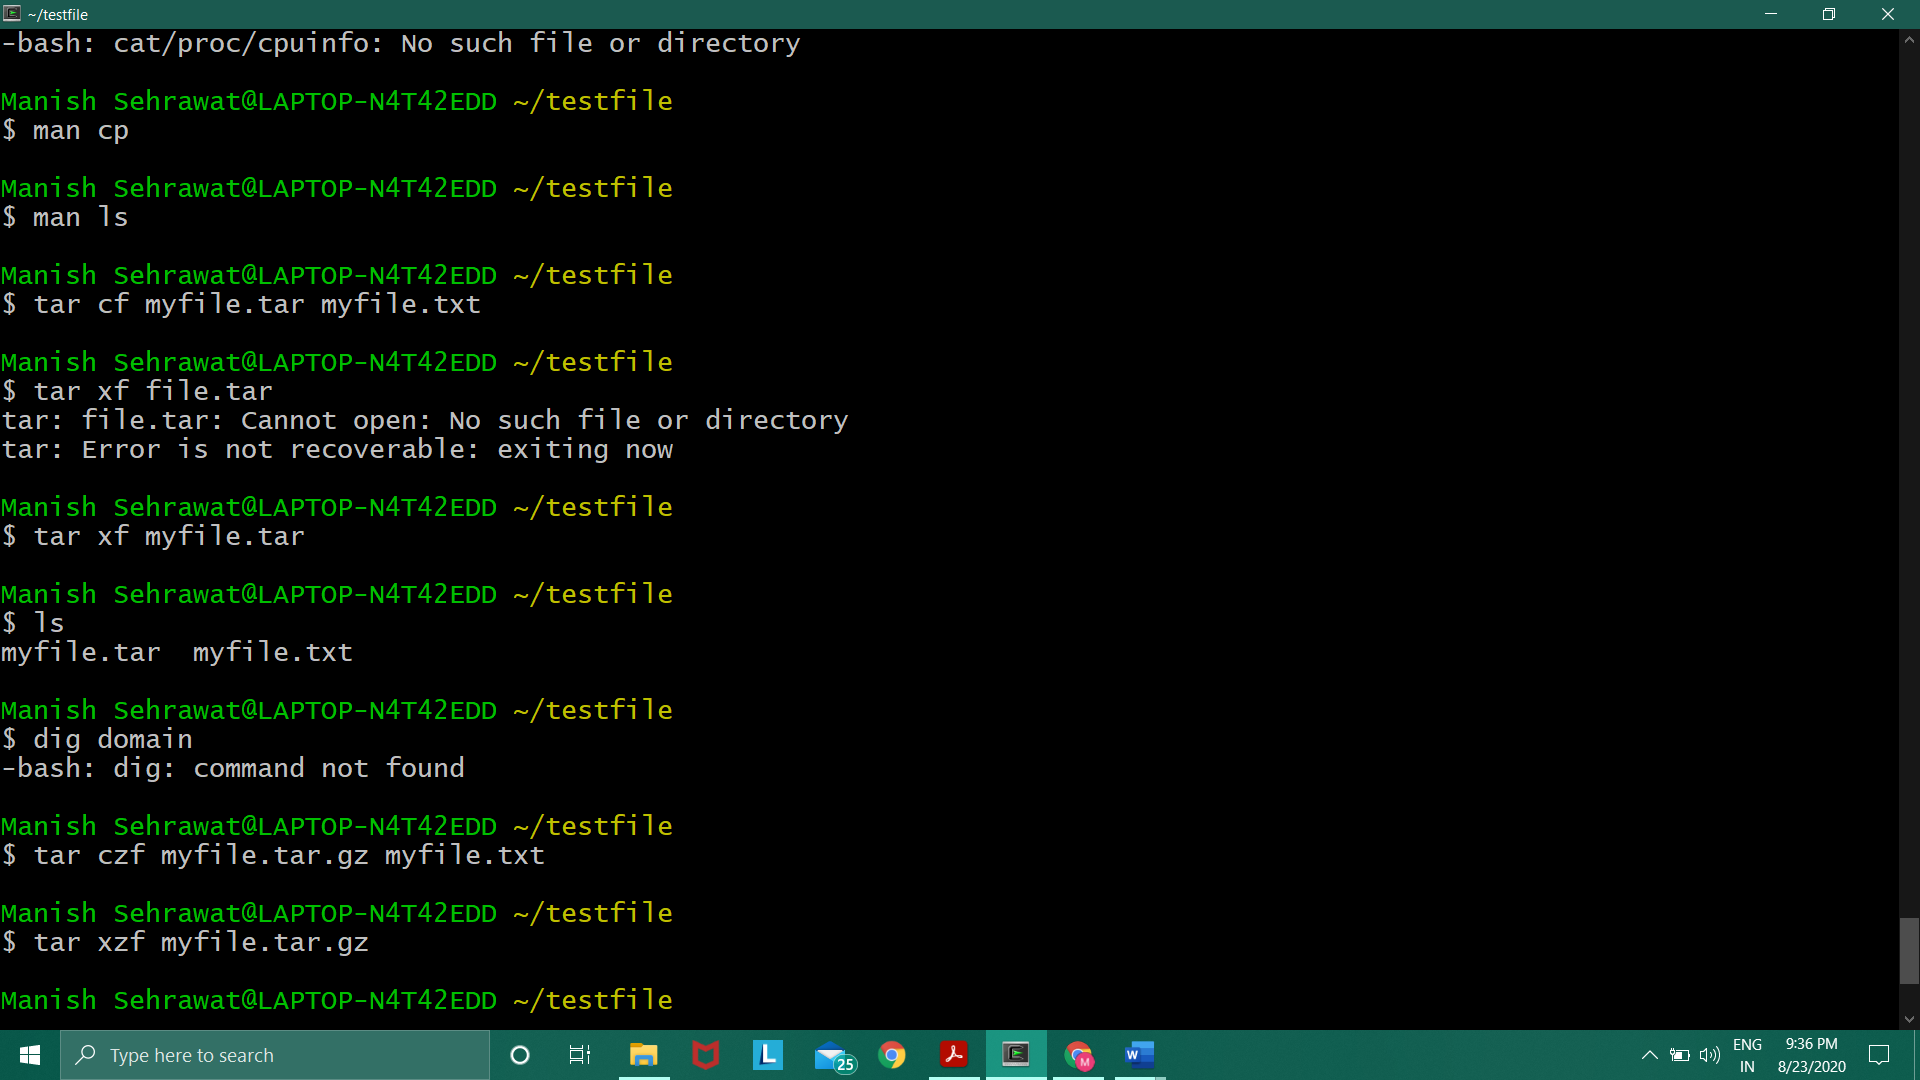 ~/testfile
-bash: cat/proc/cpuinfo: No such file or directory
Manish Sehrawat@LAPTOP-N4T42EDD ~/testfile
$ man cp
Manish Sehrawat@LAPTOP-N4T42EDD ~/testfile
$ man ls
Manish Sehrawat@LAPTOP-N4T42EDD ~/testfile
$ tar cf myfile.tar myfile.txt
Manish Sehrawat@LAPTOP-N4T42EDD ~/testfile
$ tar xf file.tar
tar: file.tar: Cannot open: No such file or directory
tar: Error is not recoverable: exiting now
Manish Sehrawat@LAPTOP-N4T42EDD ~/testfile
$ tar xf myfile.tar
Manish Sehrawat@LAPTOP-N4T42EDD ~/testfile
$ ls
myfile.tar  myfile.txt
Manish Sehrawat@LAPTOP-N4T42EDD ~/testfile
$ dig domain
-bash: dig: command not found
Manish Sehrawat@LAPTOP-N4T42EDD ~/testfile
$ tar czf myfile.tar.gz myfile.txt
Manish Sehrawat@LAPTOP-N4T42EDD ~/testfile
$ tar xzf myfile.tar.gz
Manish Sehrawat@LAPTOP-N4T42EDD ~/testfile
Type here to search
L
25
M
W
ENG
IN
9:36 PM
8/23/2020